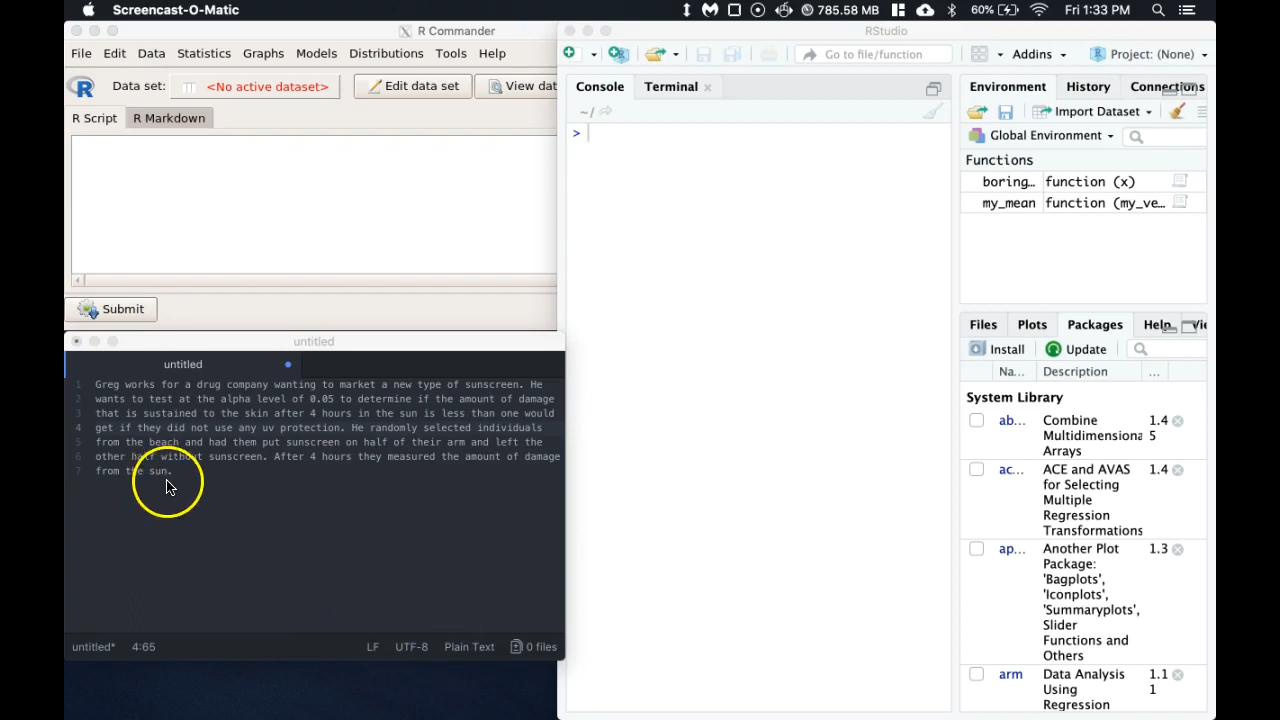 Screencast-O-Matic
785.58 MB
60%
Fri 1:33 PM
R Commander
File Edit Data Statistics Graphs Models Distributions Tools Help
Data set: <No active dataset> Edit data set View dat
R Script R Markdown
Submit
untitled
untitled
1 Greg works for a drug company wanting to market a new type of sunscreen. He
2 wants to test at the alpha level of 0.05 to determine if the amount of damage
3 that is sustained to the skin after 4 hours in the sun is less than one would
4 get if they did not use any uv protection. He randomly selected individuals
5 from the beach and had them put sunscreen on half of their arm and left the
6 other half without sunscreen. After 4 hours they measured the amount of damage
7 from the sun.
untitled* 4:65 LF UTF-8 Plain Text 0 files
RStudio
Go to file/function Addins Project: (None)
Console Terminal
~/
>
Environment History Connections
Import Dataset
Global Environment
Functions
boring… function (x)
my_mean function (my_ve…
Files Plots Packages Help Vie
Install Update
Na… Description …
System Library
ab… Combine Multidimensiona Arrays 1.4 5
ac… ACE and AVAS for Selecting Multiple Regression Transformations 1.4
ap… Another Plot Package: 'Bagplots', 'Iconplots', 'Summaryplots', Slider Functions and Others 1.3
arm Data Analysis Using Regression 1.1 1